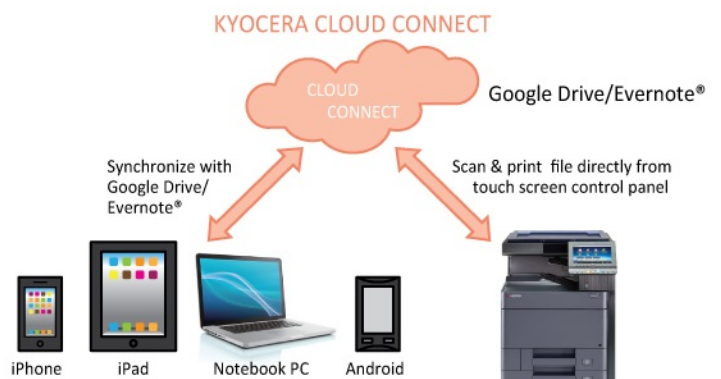 KYOCERA CLOUD CONNECT
CLOUD
CONNECT
Google Drive/Evernote®
Synchronize with
Google Drive/
Evernote®
Scan & print file directly from
touch screen control panel
iPhone
iPad
Notebook PC
Android